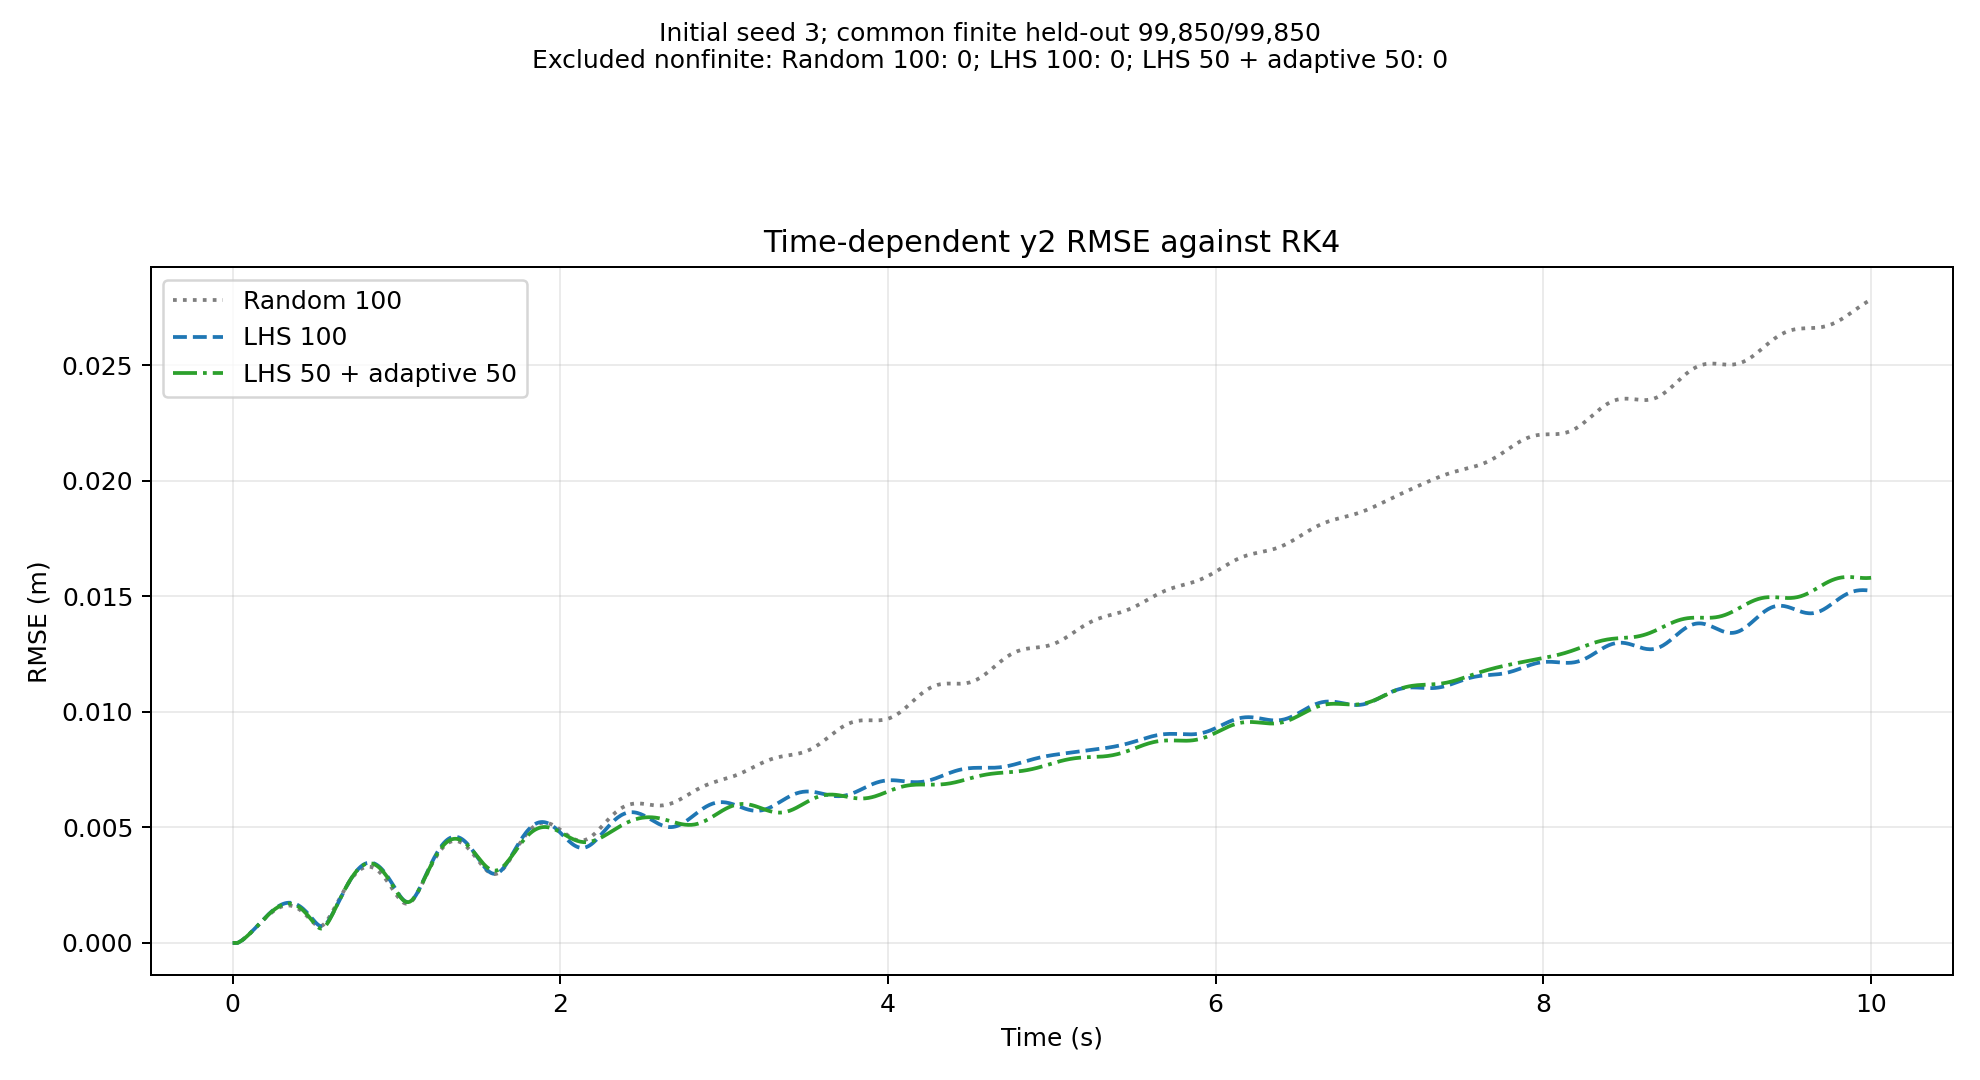 Initial seed 3; common finite held-out 99,850/99,850
Excluded nonfinite: Random 100: 0; LHS 100: 0; LHS 50 + adaptive 50: 0
Time-dependent y2 RMSE against RK4
Random 100
LHS 100
LHS 50 + adaptive 50
RMSE (m)
0.025
0.020
0.015
0.010
0.005
0.000
0 2 4 6 8 10
Time (s)